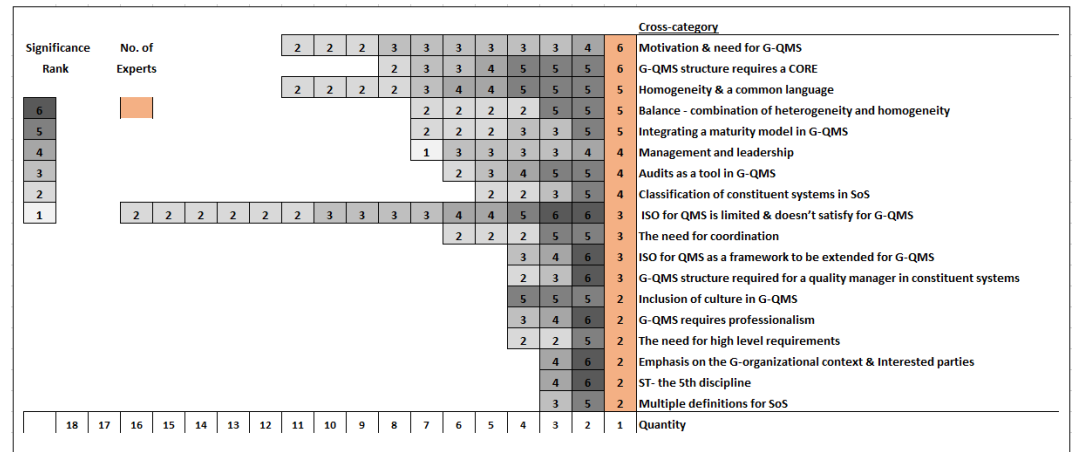 Cross-category
Significance No. of 2 2 2 3 3 3 3 3 3 4 6 Motivation & need for G-QMS
Rank Experts 2 3 3 4 5 5 5 6 G-QMS structure requires a CORE
2 2 2 2 3 4 4 5 5 5 5 Homogeneity & a common language
6 2 2 2 2 5 5 5 Balance - combination of heterogeneity and homogeneity
5 2 2 2 3 3 5 5 Integrating a maturity model in G-QMS
4 1 3 3 3 3 4 4 Management and leadership
3 2 3 4 5 5 4 Audits as a tool in G-QMS
2 2 2 3 5 4 Classification of constituent systems in SoS
1 2 2 2 2 2 2 3 3 3 3 4 4 5 6 6 3 ISO for QMS is limited & doesn't satisfy for G-QMS
2 2 2 5 5 3 The need for coordination
3 4 6 3 ISO for QMS as a framework to be extended for G-QMS
2 3 6 3 G-QMS structure required for a quality manager in constituent systems
5 5 5 2 Inclusion of culture in G-QMS
3 4 6 2 G-QMS requires professionalism
2 2 5 2 The need for high level requirements
4 6 2 Emphasis on the G-organizational context & Interested parties
4 6 2 ST- the 5th discipline
3 5 2 Multiple definitions for SoS
18 17 16 15 14 13 12 11 10 9 8 7 6 5 4 3 2 1 Quantity